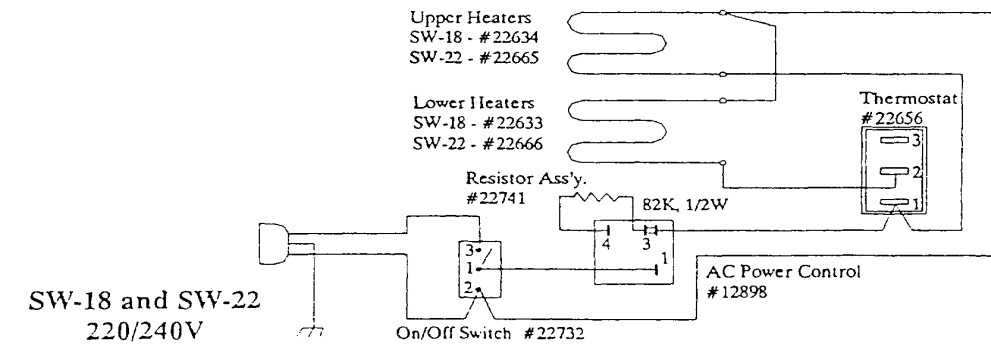 Upper Heaters
SW-18 - #22634
SW-22 - #22665
Lower Heaters
SW-18 - #22633
SW-22 - #22666
Thermostat
#22656
3
2
1
Resistor Ass'y.
#22741
82K, 1/2W
4
3
1
3
1
2
AC Power Control
#12898
SW-18 and SW-22
220/240V
On/Off Switch #22732